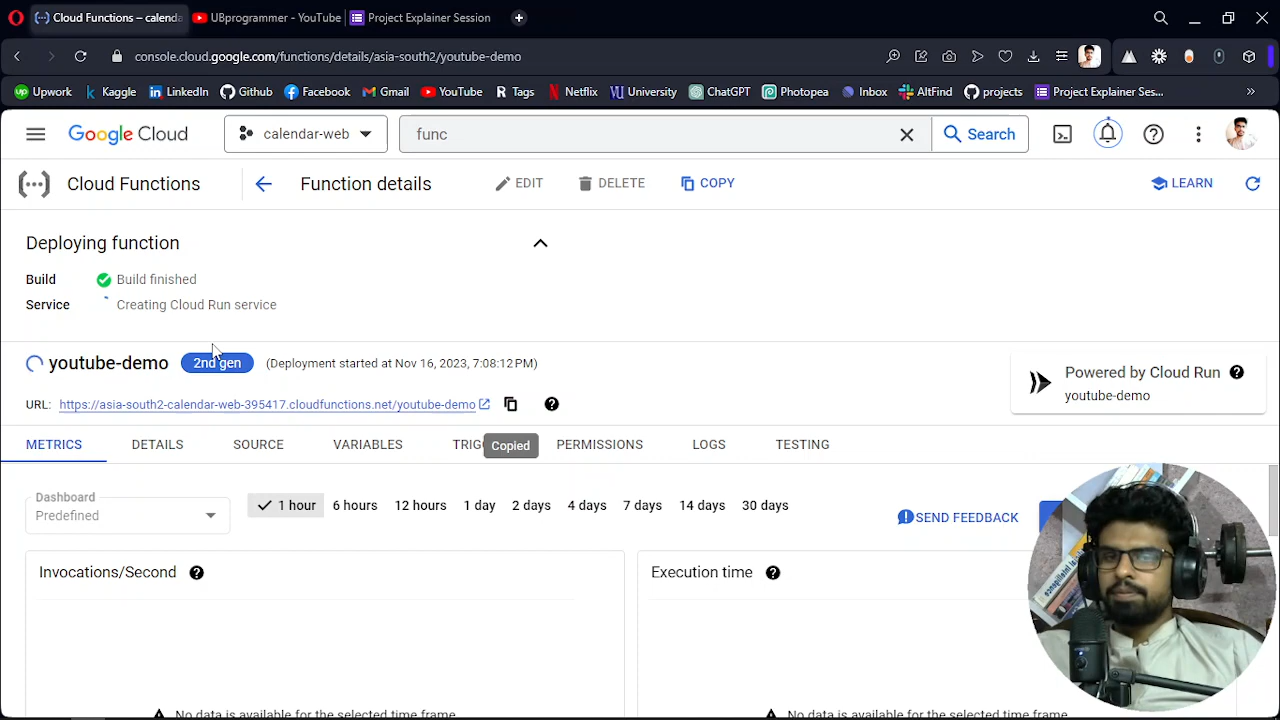 Cloud Functions – calenda
UBprogrammer - YouTube
Project Explainer Session
console.cloud.google.com/functions/details/asia-south2/youtube-demo
Upwork
Kaggle
LinkedIn
Github
Facebook
Gmail
YouTube
R Tags
Netflix
University
ChatGPT
Photopea
Inbox
AltFind
projects
Project Explainer Ses...
Google Cloud
calendar-web
func
Search
Cloud Functions
Function details
EDIT
DELETE
COPY
LEARN
Deploying function
Build
Build finished
Service
Creating Cloud Run service
youtube-demo
2nd gen
(Deployment started at Nov 16, 2023, 7:08:12 PM)
Powered by Cloud Run
youtube-demo
URL: https://asia-south2-calendar-web-395417.cloudfunctions.net/youtube-demo
METRICS
DETAILS
SOURCE
VARIABLES
TRIG
Copied
PERMISSIONS
LOGS
TESTING
Dashboard
Predefined
1 hour
6 hours
12 hours
1 day
2 days
4 days
7 days
14 days
30 days
SEND FEEDBACK
Invocations/Second
Execution time
No data is available for the selected time frame.
No data is available for the selected time frame.